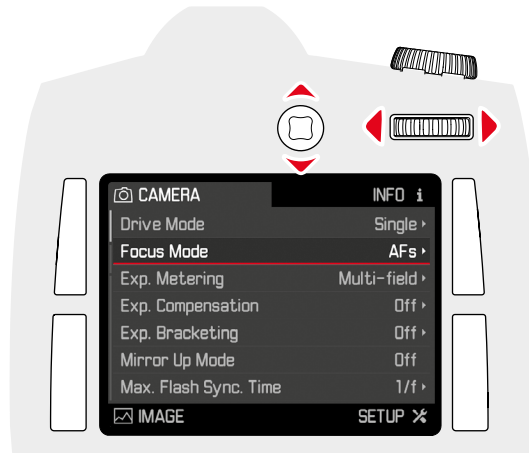 CAMERA INFO i
Drive Mode Single ›
Focus Mode AFs ›
Exp. Metering Multi-field ›
Exp. Compensation Off ›
Exp. Bracketing Off ›
Mirror Up Mode Off
Max. Flash Sync. Time 1/f ›
IMAGE SETUP